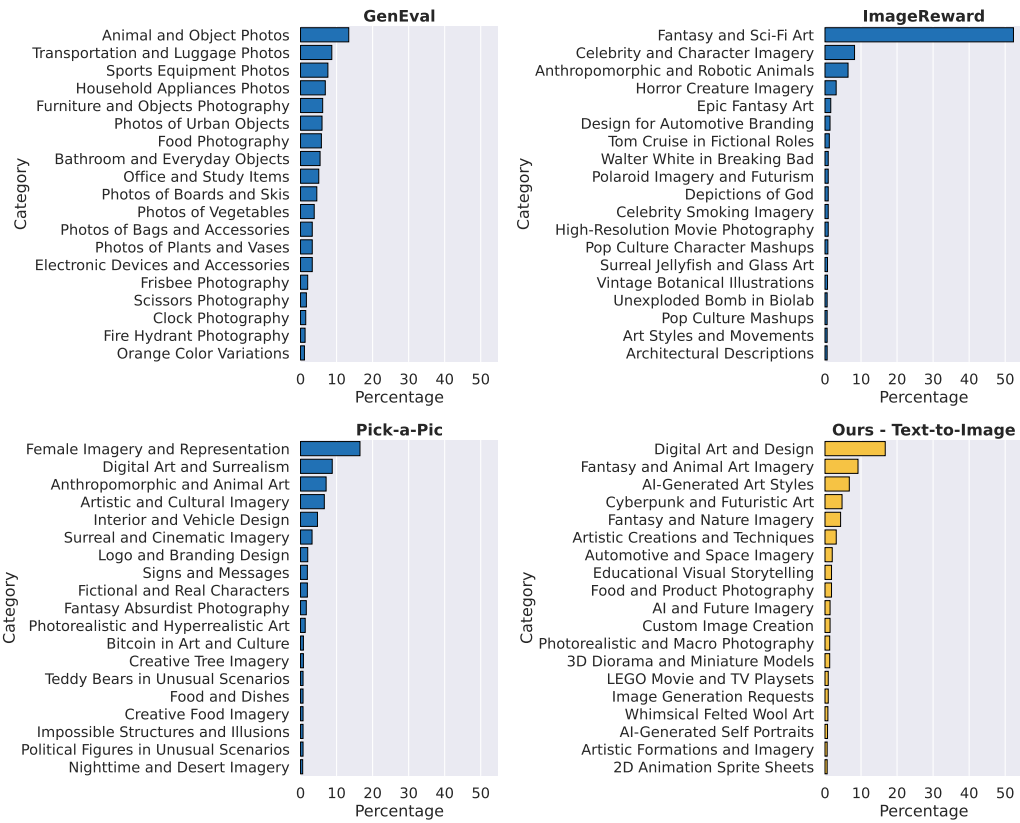 GenEval
Animal and Object Photos
Transportation and Luggage Photos
Sports Equipment Photos
Household Appliances Photos
Furniture and Objects Photography
Photos of Urban Objects
Food Photography
Bathroom and Everyday Objects
Office and Study Items
Photos of Boards and Skis
Photos of Vegetables
Photos of Bags and Accessories
Photos of Plants and Vases
Electronic Devices and Accessories
Frisbee Photography
Scissors Photography
Clock Photography
Fire Hydrant Photography
Orange Color Variations
Category
0 10 20 30 40 50
Percentage
ImageReward
Fantasy and Sci-Fi Art
Celebrity and Character Imagery
Anthropomorphic and Robotic Animals
Horror Creature Imagery
Epic Fantasy Art
Design for Automotive Branding
Tom Cruise in Fictional Roles
Walter White in Breaking Bad
Polaroid Imagery and Futurism
Depictions of God
Celebrity Smoking Imagery
High-Resolution Movie Photography
Pop Culture Character Mashups
Surreal Jellyfish and Glass Art
Vintage Botanical Illustrations
Unexploded Bomb in Biolab
Pop Culture Mashups
Art Styles and Movements
Architectural Descriptions
Category
0 10 20 30 40 50
Percentage
Pick-a-Pic
Female Imagery and Representation
Digital Art and Surrealism
Anthropomorphic and Animal Art
Artistic and Cultural Imagery
Interior and Vehicle Design
Surreal and Cinematic Imagery
Logo and Branding Design
Signs and Messages
Fictional and Real Characters
Fantasy Absurdist Photography
Photorealistic and Hyperrealistic Art
Bitcoin in Art and Culture
Creative Tree Imagery
Teddy Bears in Unusual Scenarios
Food and Dishes
Creative Food Imagery
Impossible Structures and Illusions
Political Figures in Unusual Scenarios
Nighttime and Desert Imagery
Category
0 10 20 30 40 50
Percentage
Ours - Text-to-Image
Digital Art and Design
Fantasy and Animal Art Imagery
AI-Generated Art Styles
Cyberpunk and Futuristic Art
Fantasy and Nature Imagery
Artistic Creations and Techniques
Automotive and Space Imagery
Educational Visual Storytelling
Food and Product Photography
AI and Future Imagery
Custom Image Creation
Photorealistic and Macro Photography
3D Diorama and Miniature Models
LEGO Movie and TV Playsets
Image Generation Requests
Whimsical Felted Wool Art
AI-Generated Self Portraits
Artistic Formations and Imagery
2D Animation Sprite Sheets
Category
0 10 20 30 40 50
Percentage